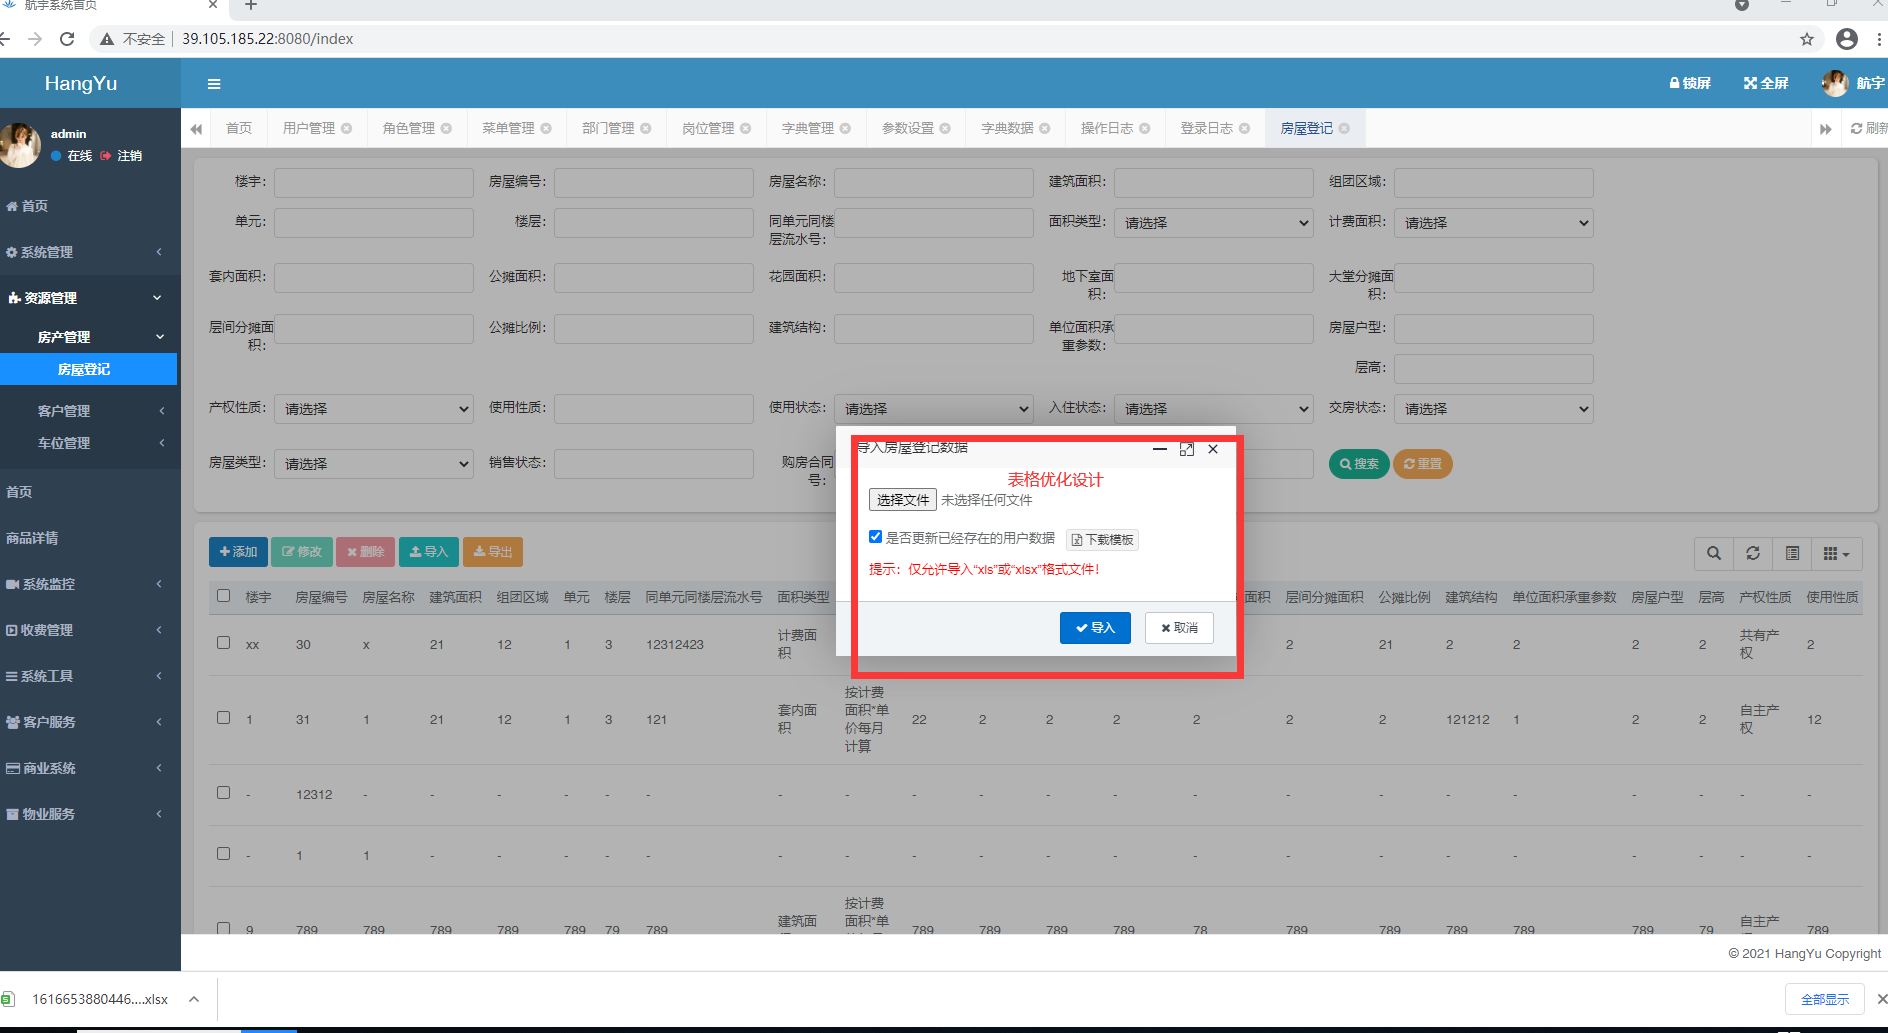 航宇系统首页
不安全 39.105.185.22:8080/index
HangYu
锁屏 全屏 航宇
admin
在线 注销
首页 用户管理 角色管理 菜单管理 部门管理 岗位管理 字典管理 参数设置 字典数据 操作日志 登录日志 房屋登记 刷新
首页
系统管理
资源管理
房产管理
房屋登记
客户管理
车位管理
首页
商品详情
系统监控
收费管理
系统工具
客户服务
商业系统
物业服务
楼宇： 房屋编号： 房屋名称： 建筑面积： 组团区域：
单元： 楼层： 同单元同楼层流水号： 面积类型： 请选择 计费面积： 请选择
套内面积： 公摊面积： 花园面积： 地下室面积： 大堂分摊面积：
层间分摊面积： 公摊比例： 建筑结构： 单位面积承重参数： 房屋户型：
层高：
产权性质： 请选择 使用性质： 使用状态： 请选择 入住状态： 请选择 交房状态： 请选择
房屋类型： 请选择 销售状态： 购房合同号： 搜索 重置
导入房屋登记数据
表格优化设计
选择文件 未选择任何文件
是否更新已经存在的用户数据 下载模板
提示：仅允许导入“xls”或“xlsx”格式文件！
导入 取消
添加 修改 删除 导入 导出
楼宇 房屋编号 房屋名称 建筑面积 组团区域 单元 楼层 同单元同楼层流水号 面积类型 面积 层间分摊面积 公摊比例 建筑结构 单位面积承重参数 房屋户型 层高 产权性质 使用性质
xx 30 x 21 12 1 3 12312423 计费面积 2 21 2 2 2 2 共有产权 2
1 31 1 21 12 1 3 121 套内面积 按计费面积*单价每月计算 22 2 2 2 2 2 2 121212 1 2 2 自主产权 12
- 12312 - - - - - - - - - - - - - - - - - - - - -
- 1 1 - - - - - - - - - - - - - - - - - - - -
9 789 789 789 789 789 79 789 建筑面 按计费面积*单 789 789 789 789 78 789 789 789 789 789 79 自主产 789
© 2021 HangYu Copyright
1616653880446....xlsx
全部显示